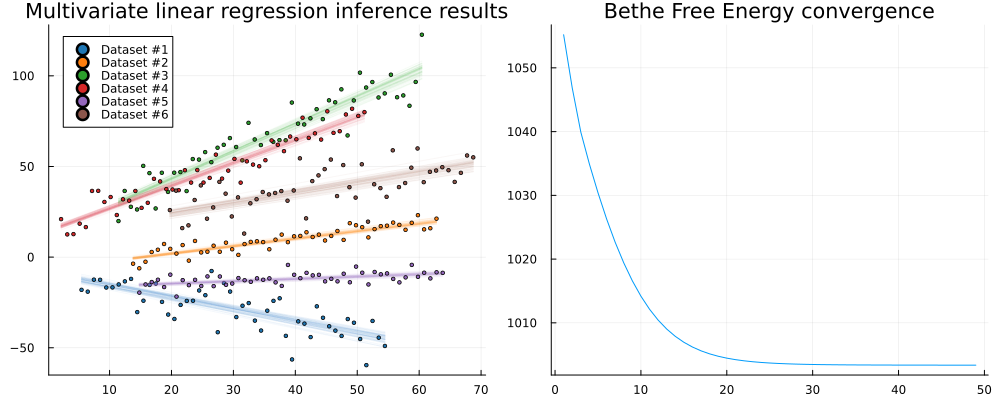 Multivariate linear regression inference results
Dataset #1
Dataset #2
Dataset #3
Dataset #4
Dataset #5
Dataset #6
100
50
0
−50
10 20 30 40 50 60 70
Bethe Free Energy convergence
1050
1040
1030
1020
1010
0 10 20 30 40 50